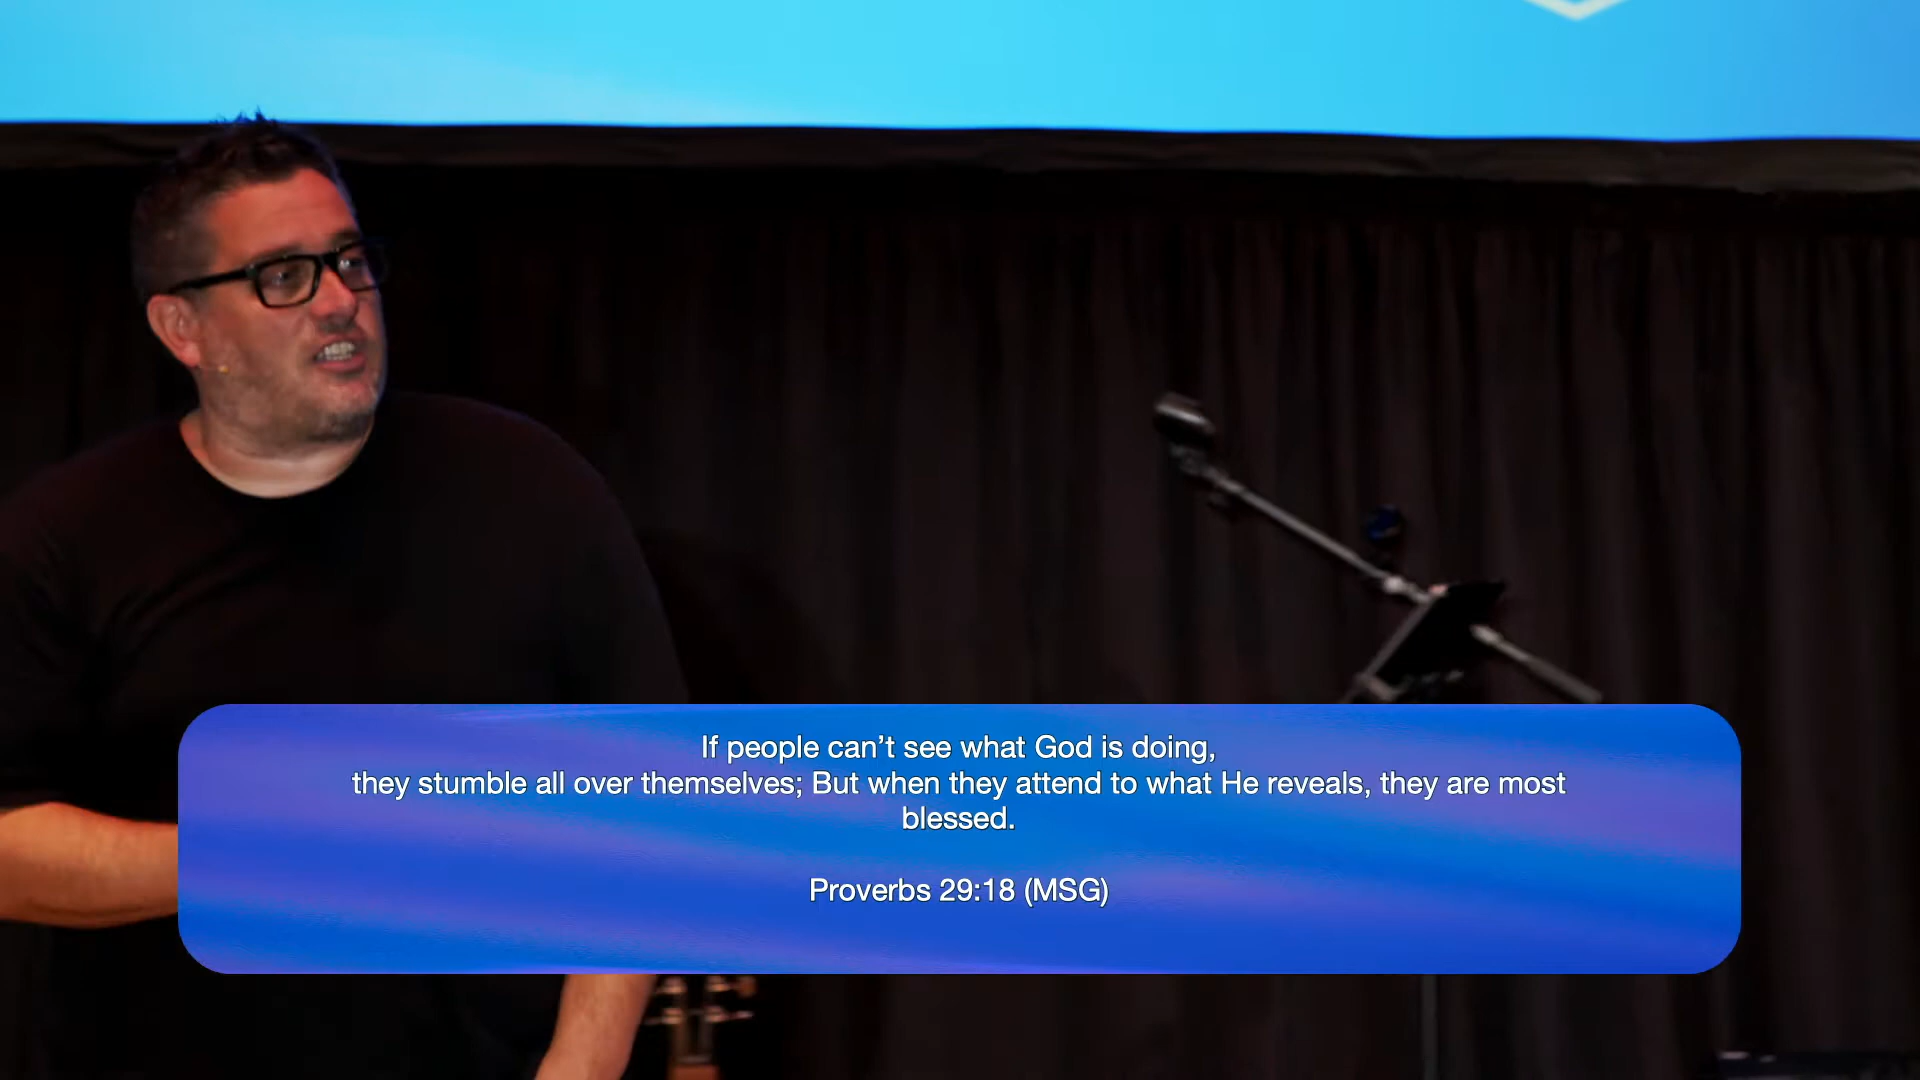 If people can’t see what God is doing,
they stumble all over themselves; But when they attend to what He reveals, they are most
blessed.
Proverbs 29:18 (MSG)